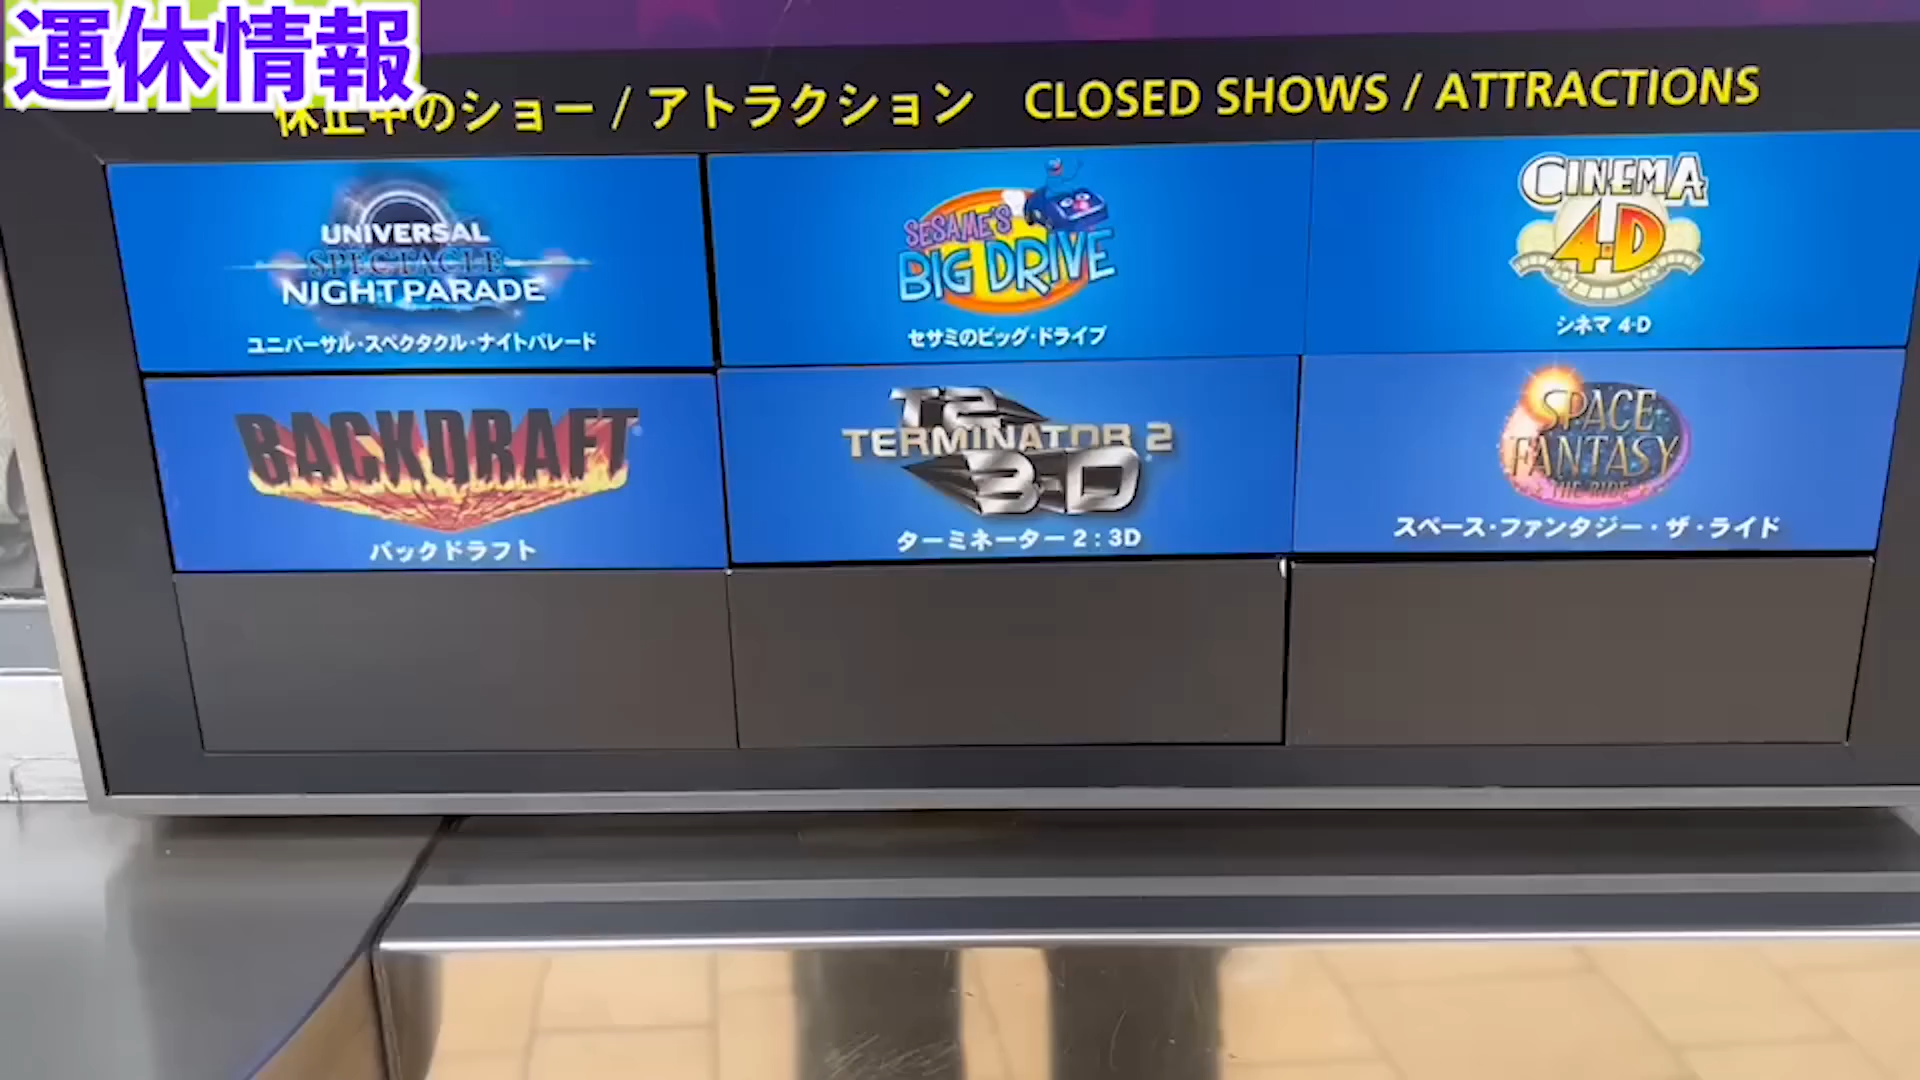 運休情報
休止中のショー / アトラクション CLOSED SHOWS / ATTRACTIONS
UNIVERSAL
SPECTACLE
NIGHT PARADE
ユニバーサル・スペクタクル・ナイトパレード
SESAME'S
BIG DRIVE
セサミのビッグ・ドライブ
CINEMA
4-D
シネマ 4-D
BACKDRAFT
バックドラフト
T2
TERMINATOR 2
3-D
ターミネーター 2 : 3D
SPACE
FANTASY
THE RIDE
スペース・ファンタジー・ザ・ライド